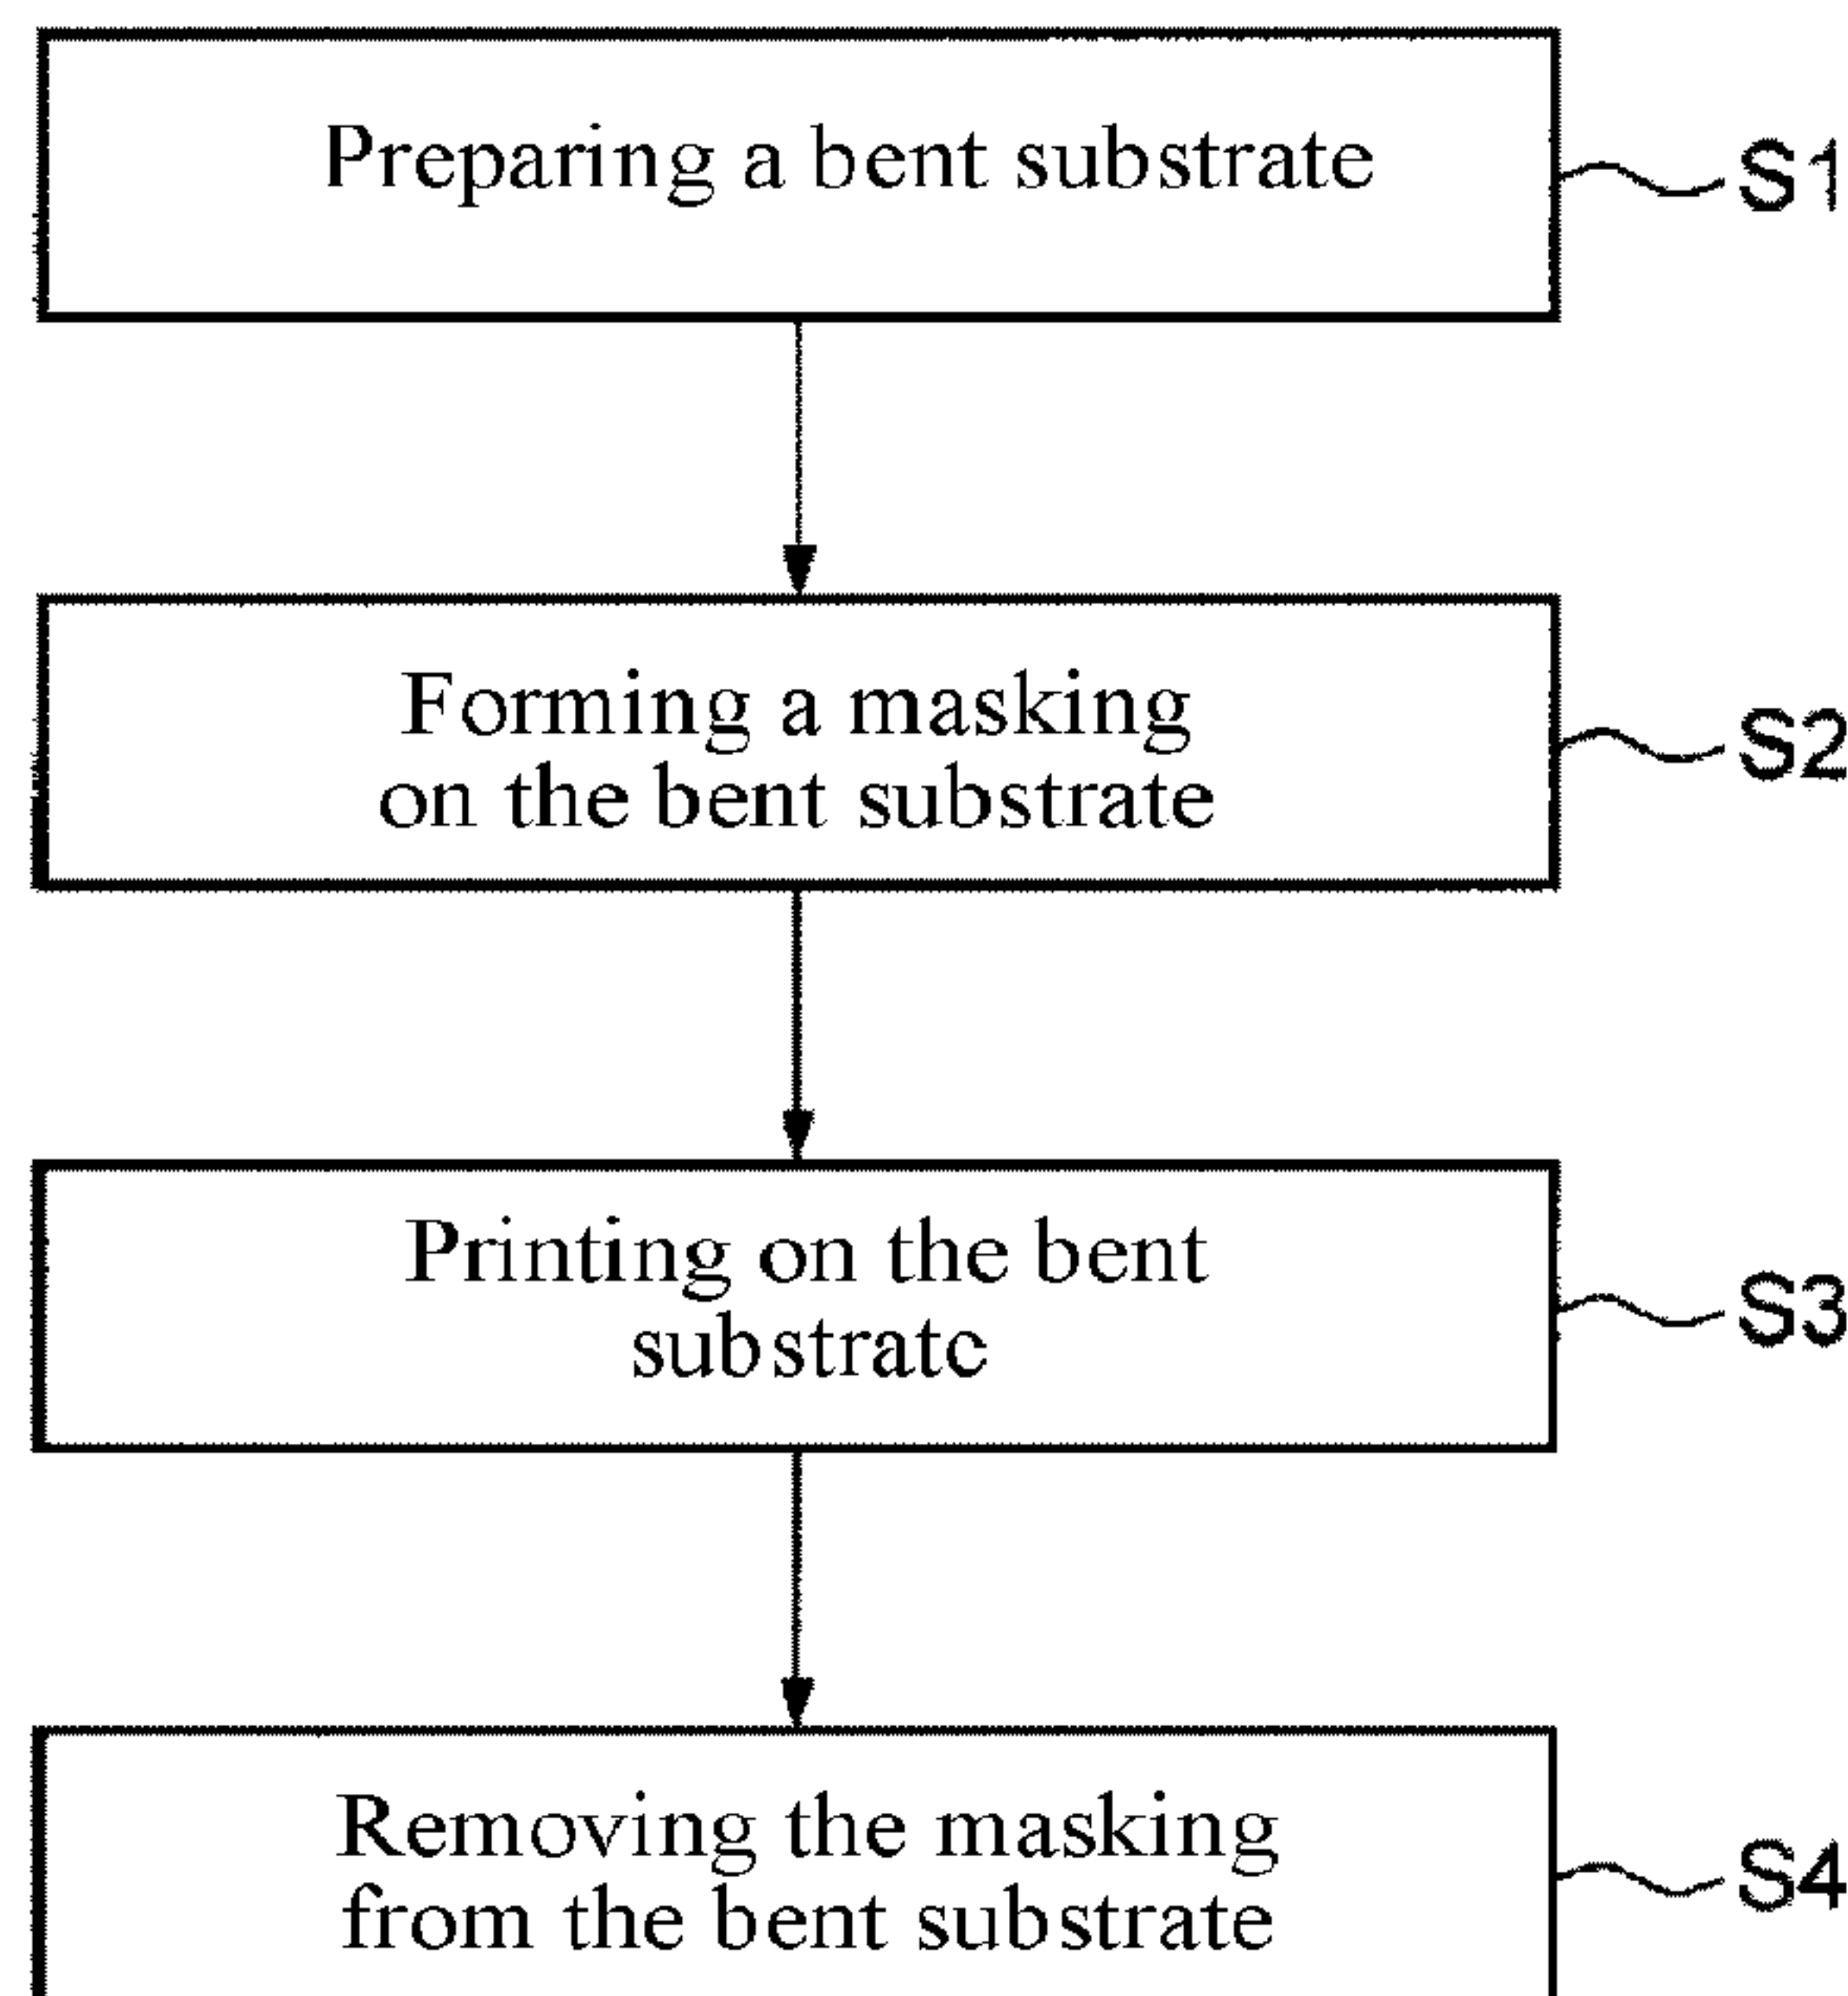 Preparing a bent substrate
S1
Forming a masking
on the bent substrate
S2
Printing on the bent
substrate
S3
Removing the masking
from the bent substrate
S4